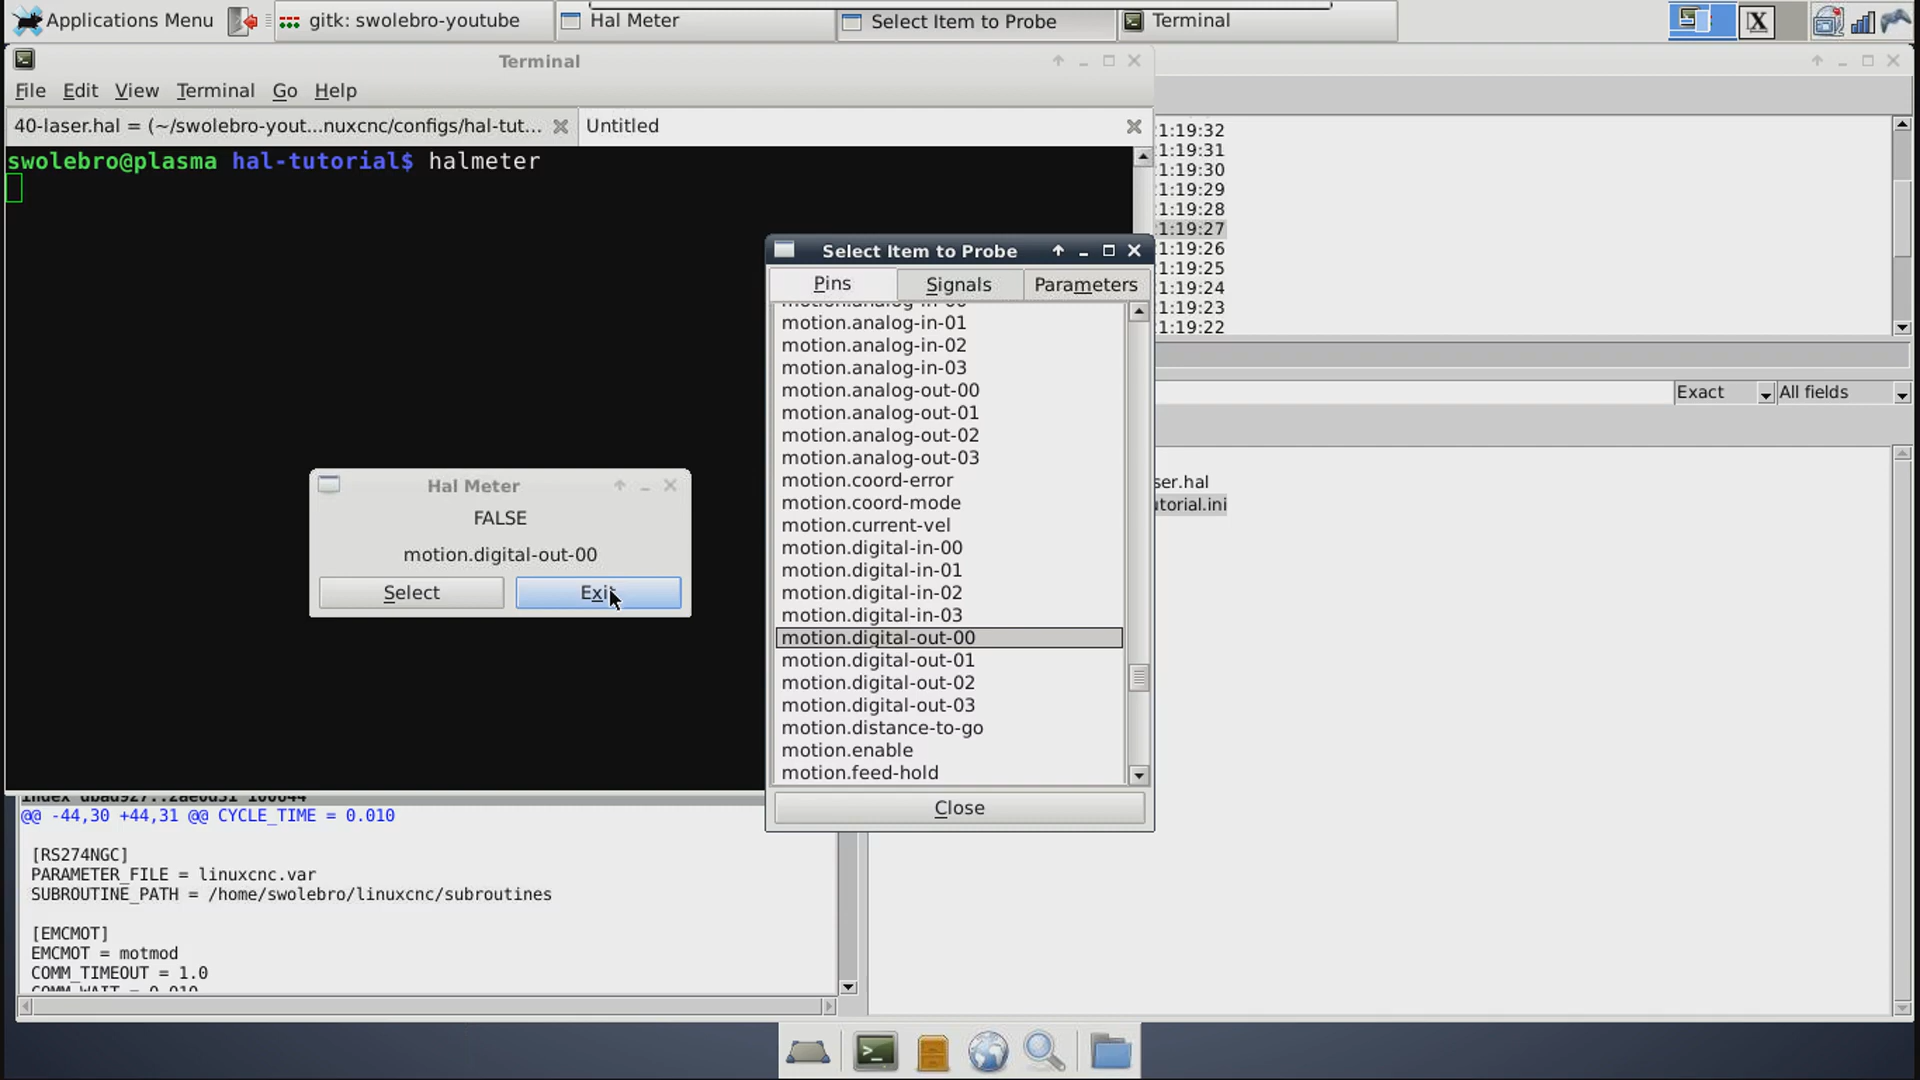 Applications Menu
gitk: swolebro-youtube
Hal Meter
Select Item to Probe
Terminal
X
Terminal
File Edit View Terminal Go Help
40-laser.hal = (~/swolebro-yout...nuxcnc/configs/hal-tut...
Untitled
swolebro@plasma hal-tutorial$ halmeter
1:19:32
1:19:31
1:19:30
1:19:29
1:19:28
1:19:27
1:19:26
1:19:25
1:19:24
1:19:23
1:19:22
Exact
All fields
ser.hal
utorial.ini
Select Item to Probe
Pins Signals Parameters
motion.analog-in-01
motion.analog-in-02
motion.analog-in-03
motion.analog-out-00
motion.analog-out-01
motion.analog-out-02
motion.analog-out-03
motion.coord-error
motion.coord-mode
motion.current-vel
motion.digital-in-00
motion.digital-in-01
motion.digital-in-02
motion.digital-in-03
motion.digital-out-00
motion.digital-out-01
motion.digital-out-02
motion.digital-out-03
motion.distance-to-go
motion.enable
motion.feed-hold
Close
Hal Meter
FALSE
motion.digital-out-00
Select
Exit
@@ -44,30 +44,31 @@ CYCLE_TIME = 0.010
[RS274NGC]
PARAMETER_FILE = linuxcnc.var
SUBROUTINE_PATH = /home/swolebro/linuxcnc/subroutines
[EMCMOT]
EMCMOT = motmod
COMM_TIMEOUT = 1.0
COMM_WAIT = 0.010